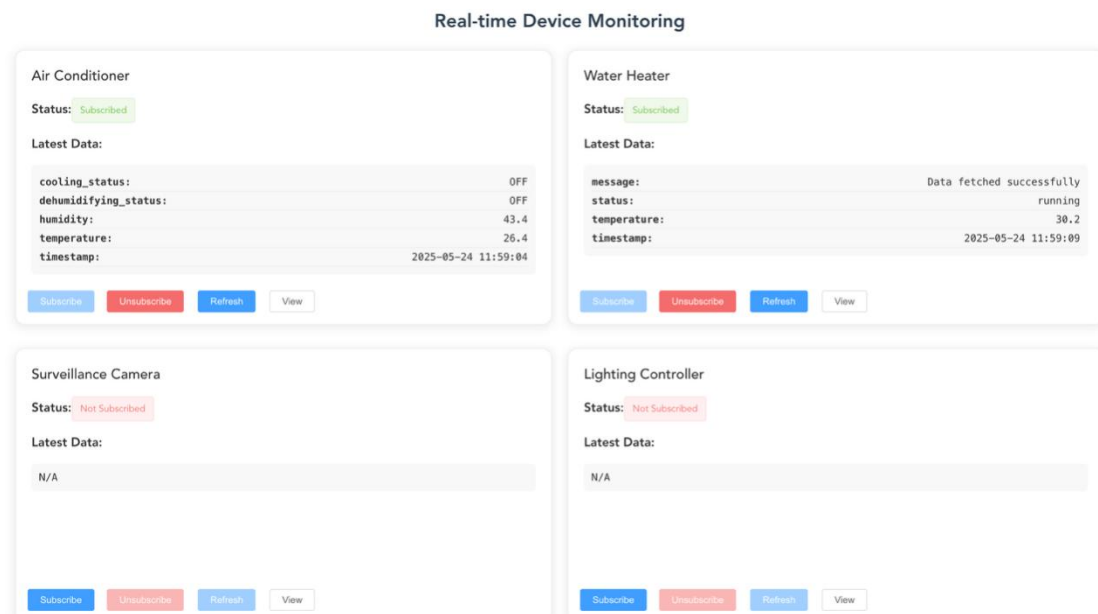 Real-time Device Monitoring
Air Conditioner
Status: Subscribed
Latest Data:
cooling_status: OFF
dehumidifying_status: OFF
humidity: 43.4
temperature: 26.4
timestamp: 2025-05-24 11:59:04
Subscribe Unsubscribe Refresh View
Water Heater
Status: Subscribed
Latest Data:
message: Data fetched successfully
status: running
temperature: 30.2
timestamp: 2025-05-24 11:59:09
Subscribe Unsubscribe Refresh View
Surveillance Camera
Status: Not Subscribed
Latest Data:
N/A
Subscribe Unsubscribe Refresh View
Lighting Controller
Status: Not Subscribed
Latest Data:
N/A
Subscribe Unsubscribe Refresh View